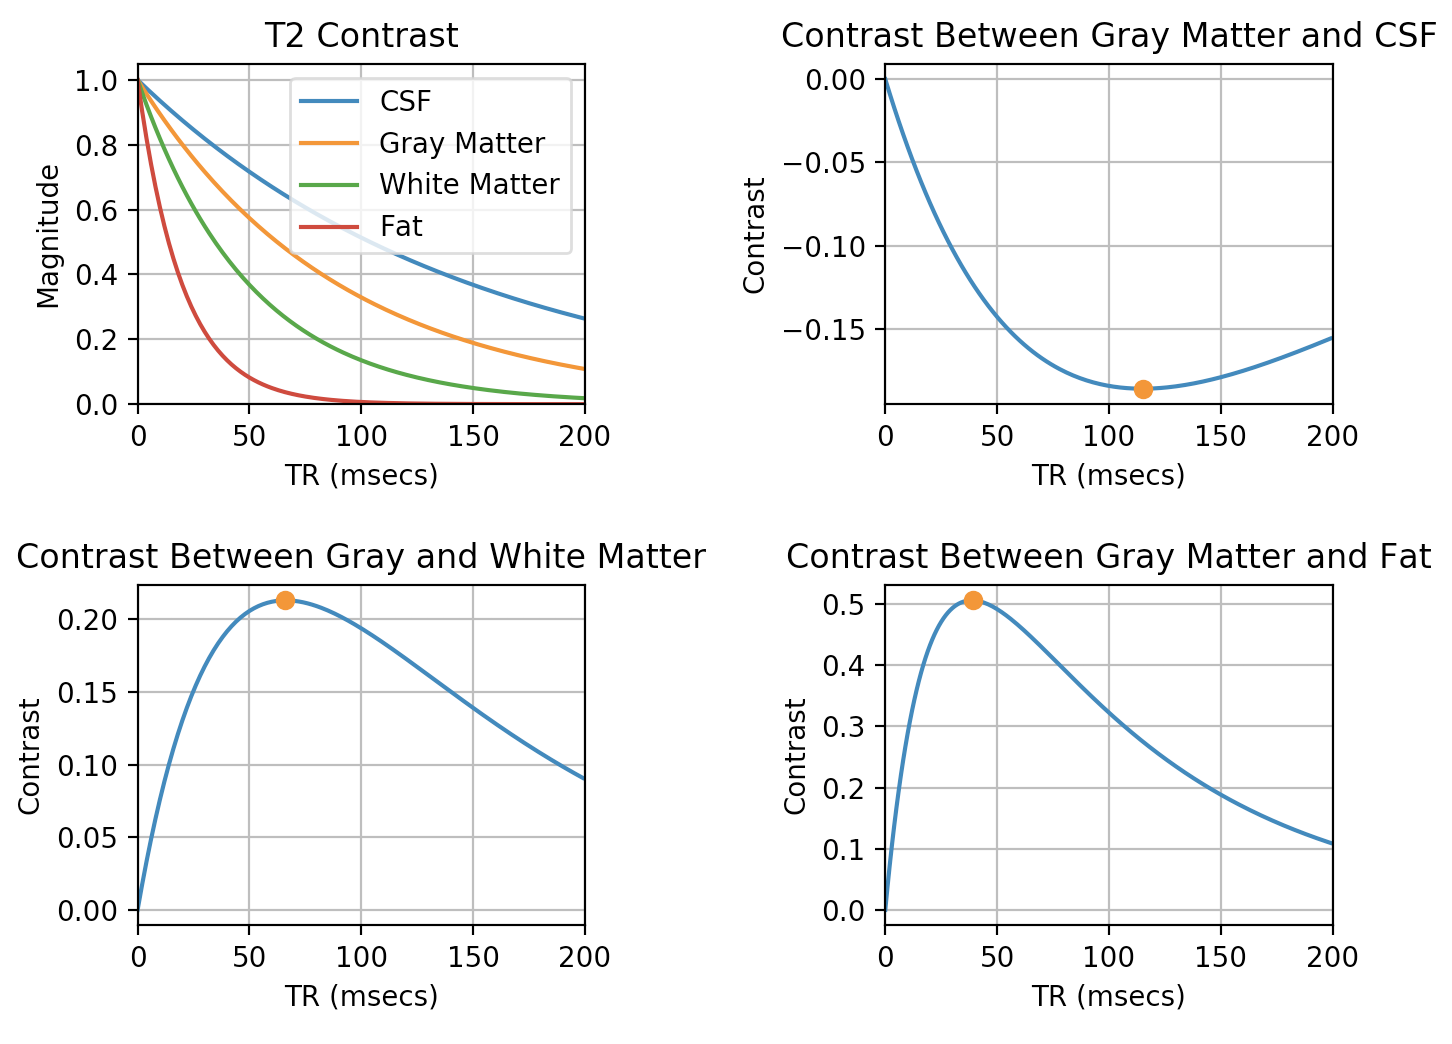 T2 Contrast
1.0
0.8
0.6
0.4
0.2
0.0
Magnitude
CSF
Gray Matter
White Matter
Fat
0 50 100 150 200
TR (msecs)
Contrast Between Gray Matter and CSF
0.00
−0.05
−0.10
−0.15
Contrast
0 50 100 150 200
TR (msecs)
Contrast Between Gray and White Matter
0.20
0.15
0.10
0.05
0.00
Contrast
0 50 100 150 200
TR (msecs)
Contrast Between Gray Matter and Fat
0.5
0.4
0.3
0.2
0.1
0.0
Contrast
0 50 100 150 200
TR (msecs)